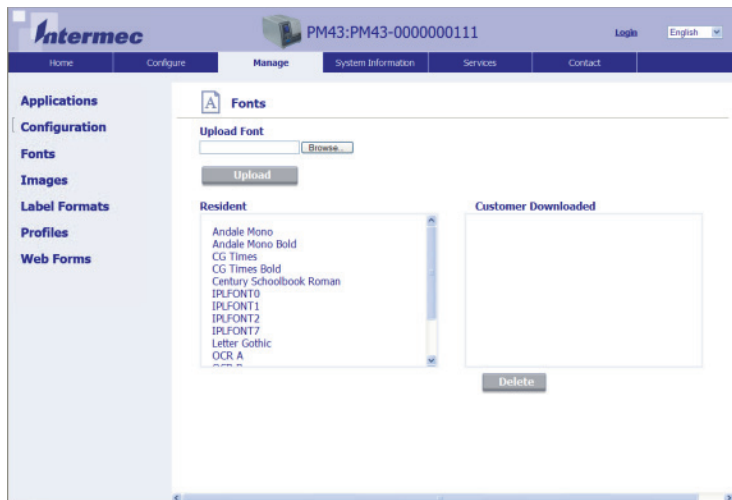 Intermec
PM43:PM43-0000000111
Login
English
Home
Configure
Manage
System Information
Services
Contact
Applications
Configuration
Fonts
Images
Label Formats
Profiles
Web Forms
A Fonts
Upload Font
Browse...
Upload
Resident
Andale Mono
Andale Mono Bold
CG Times
CG Times Bold
Century Schoolbook Roman
IPLFONT0
IPLFONT1
IPLFONT2
IPLFONT7
Letter Gothic
OCR A
Customer Downloaded
Delete